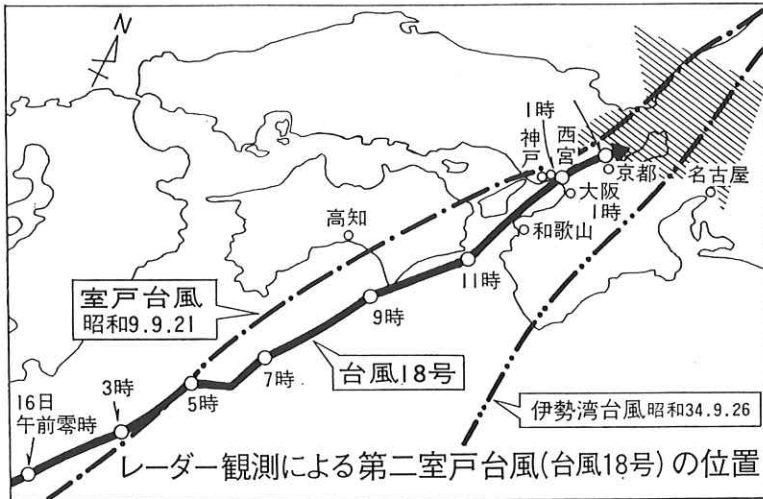 N
1時
神戸
西宮
京都
名古屋
大阪
1時
和歌山
高知
11時
室戸台風
昭和9.9.21
9時
台風18号
7時
5時
3時
16日
午前零時
伊勢湾台風昭和34.9.26
レーダー観測による第二室戸台風(台風18号)の位置